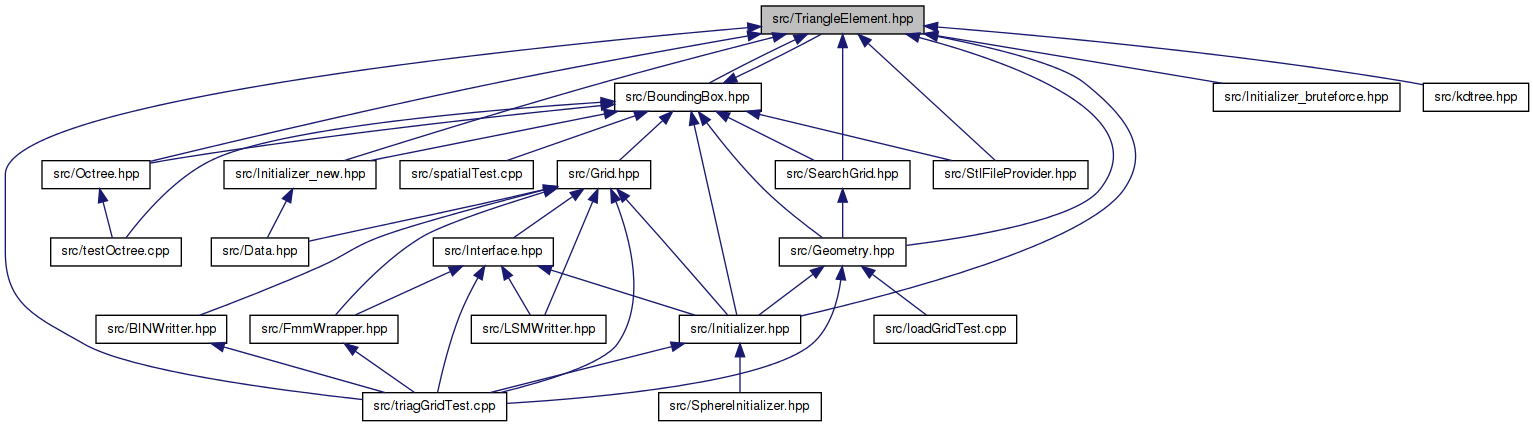 src/TriangleElement.hpp
src/BoundingBox.hpp
src/Initializer_bruteforce.hpp
src/kdtree.hpp
src/Octree.hpp
src/Initializer_new.hpp
src/spatialTest.cpp
src/Grid.hpp
src/SearchGrid.hpp
src/StlFileProvider.hpp
src/testOctree.cpp
src/Data.hpp
src/Interface.hpp
src/Geometry.hpp
src/BINWritter.hpp
src/FmmWrapper.hpp
src/LSMWritter.hpp
src/Initializer.hpp
src/loadGridTest.cpp
src/triagGridTest.cpp
src/SphereInitializer.hpp